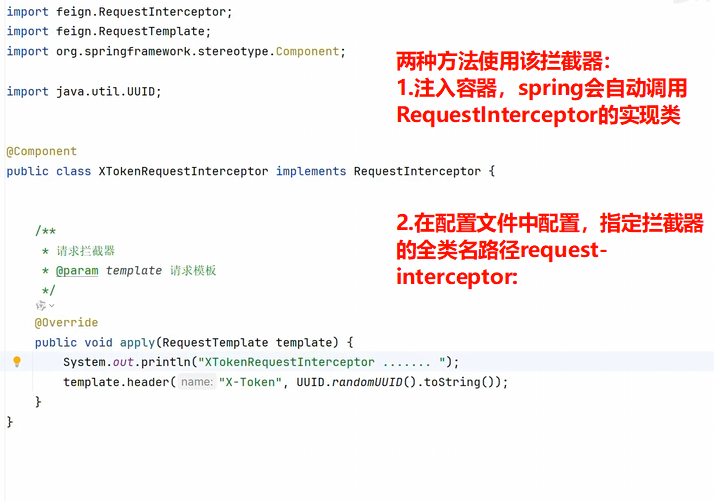 import feign.RequestInterceptor;
import feign.RequestTemplate;
import org.springframework.stereotype.Component;
import java.util.UUID;
两种方法使用该拦截器：
1.注入容器，spring会自动调用
RequestInterceptor的实现类
@Component
public class XTokenRequestInterceptor implements RequestInterceptor {
2.在配置文件中配置，指定拦截器
的全类名路径request-
interceptor:
/**
* 请求拦截器
* @param template 请求模板
*/
@Override
public void apply(RequestTemplate template) {
System.out.println("XTokenRequestInterceptor ....... ");
template.header( name: "X-Token", UUID.randomUUID().toString());
}
}